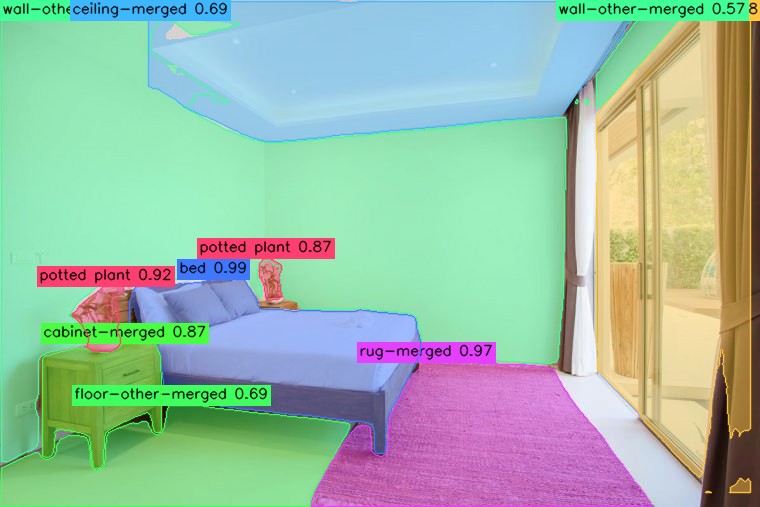 wall-othe
ceiling-merged 0.69
wall-other-merged 0.57
8
potted plant 0.87
bed 0.99
potted plant 0.92
cabinet-merged 0.87
rug-merged 0.97
floor-other-merged 0.69